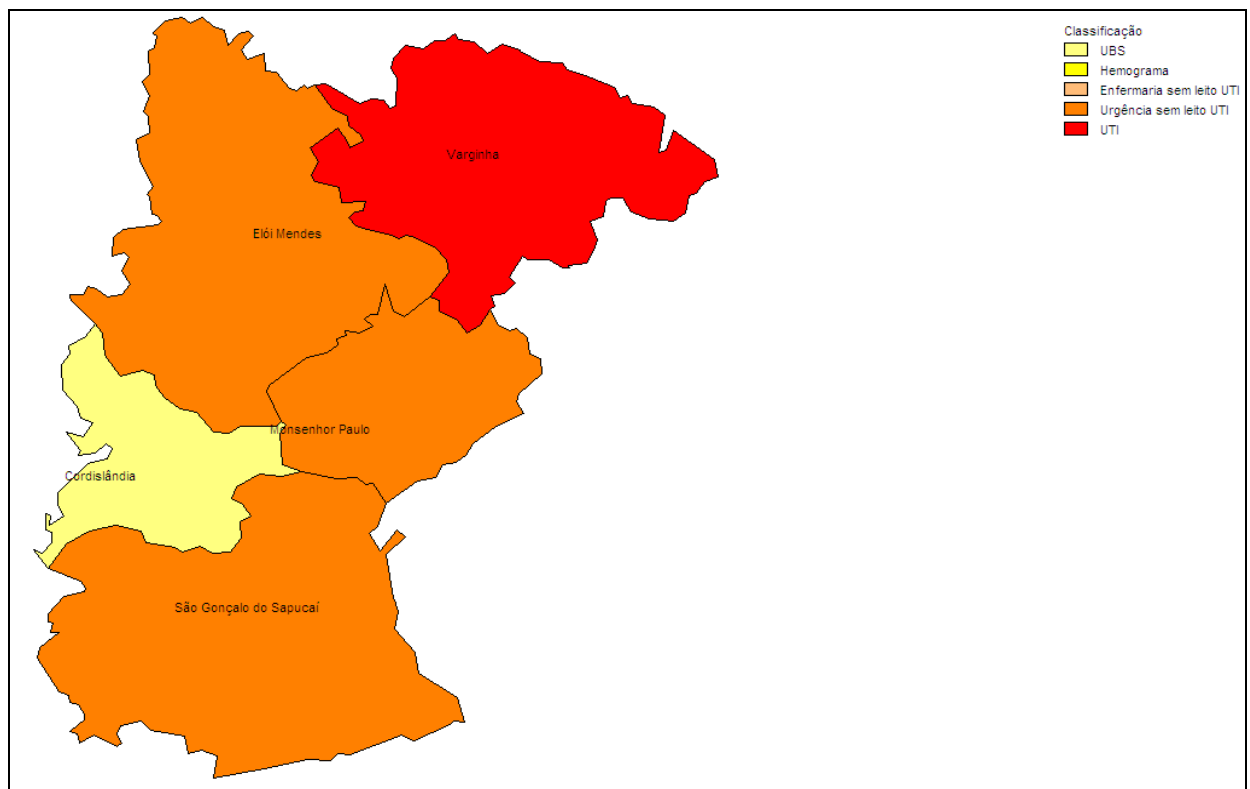 Classificação
UBS
Hemograma
Enfermaria sem leito UTI
Urgência sem leito UTI
UTI
Varginha
Elói Mendes
Monsenhor Paulo
Cordislândia
São Gonçalo do Sapucaí